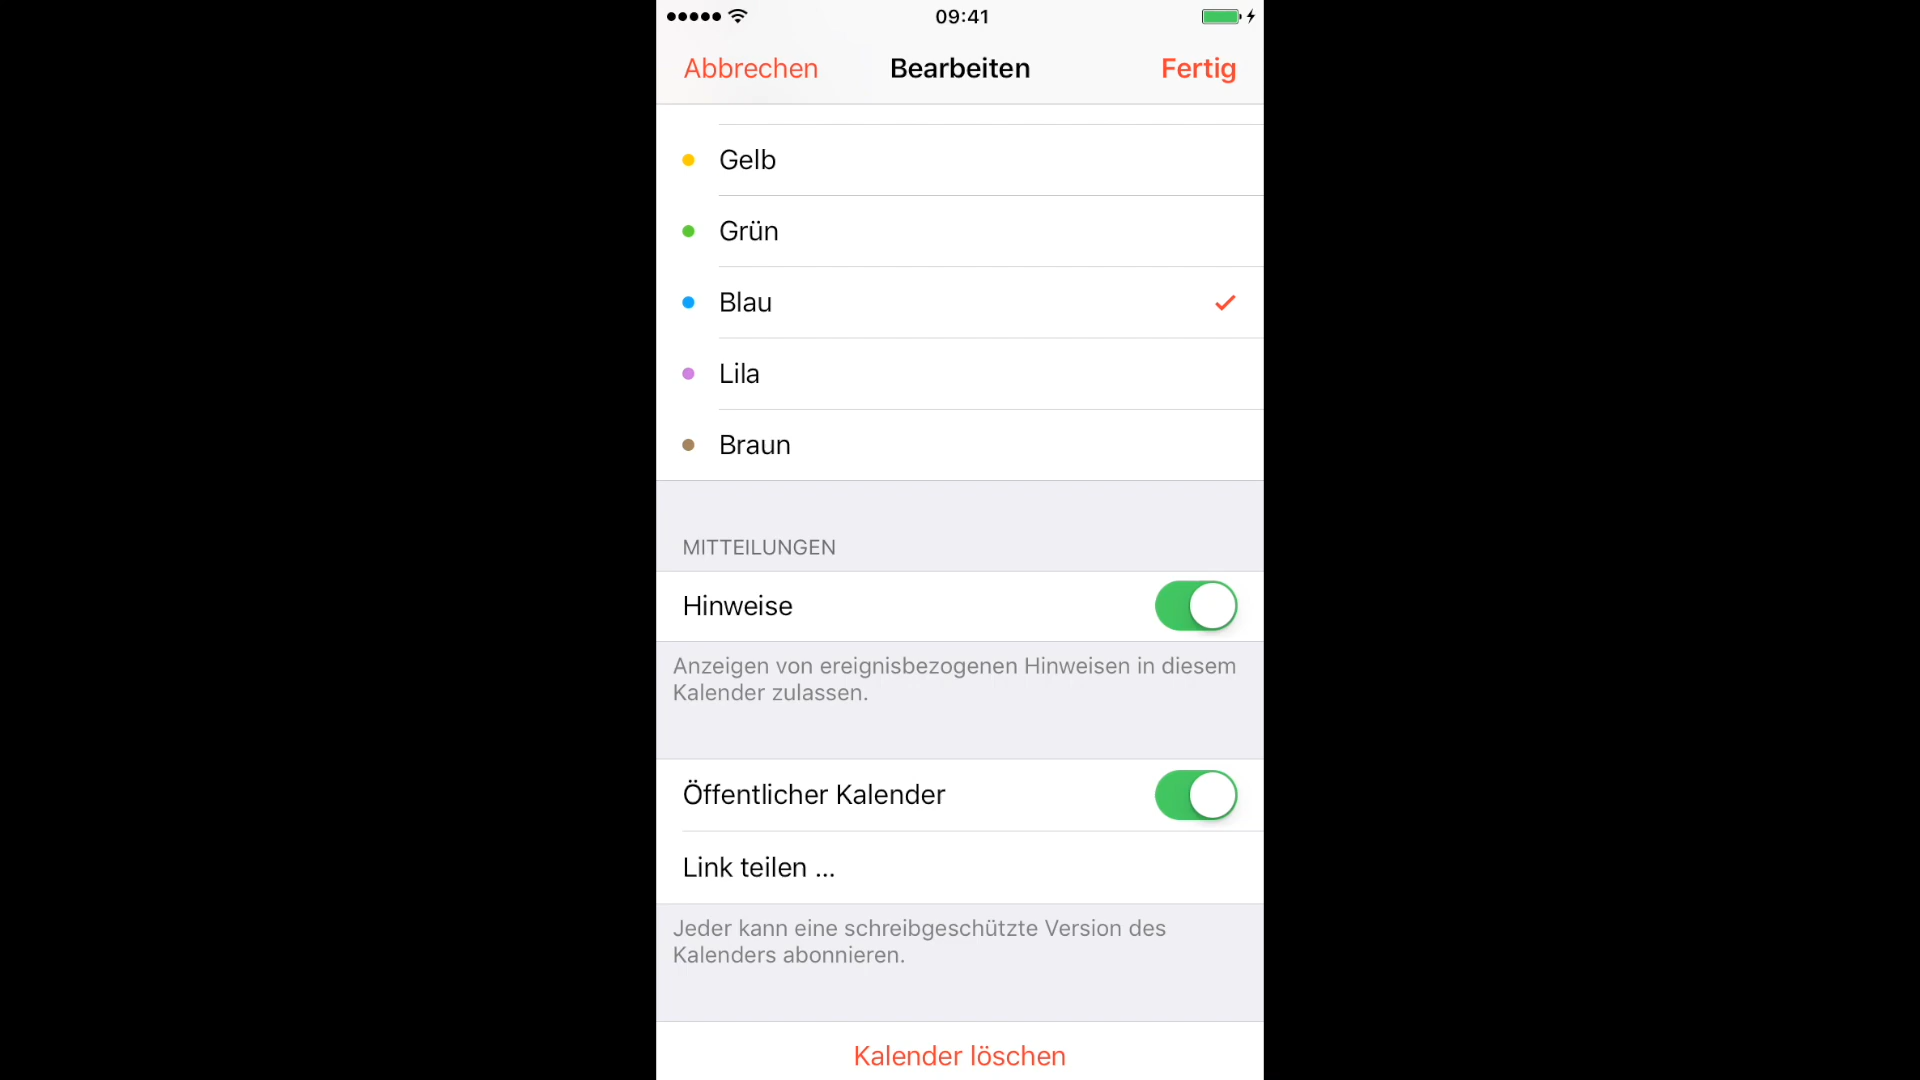 09:41
Abbrechen Bearbeiten Fertig
Gelb
Grün
Blau
Lila
Braun
MITTEILUNGEN
Hinweise
Anzeigen von ereignisbezogenen Hinweisen in diesem
Kalender zulassen.
Öffentlicher Kalender
Link teilen ...
Jeder kann eine schreibgeschützte Version des
Kalenders abonnieren.
Kalender löschen